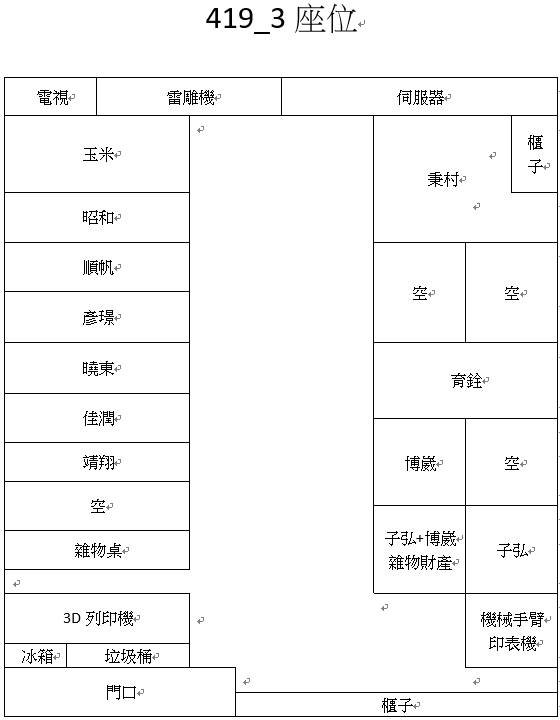 419_3 座位
電視 雷雕機 伺服器
玉米
櫃
子
秉村
昭和
順帆
空 空
彥璟
曉東
育銓
佳潤
靖翔
博崴 空
空
雜物桌
子弘+博崴
雜物財產
子弘
3D 列印機
機械手臂
印表機
冰箱 垃圾桶
門口
櫃子